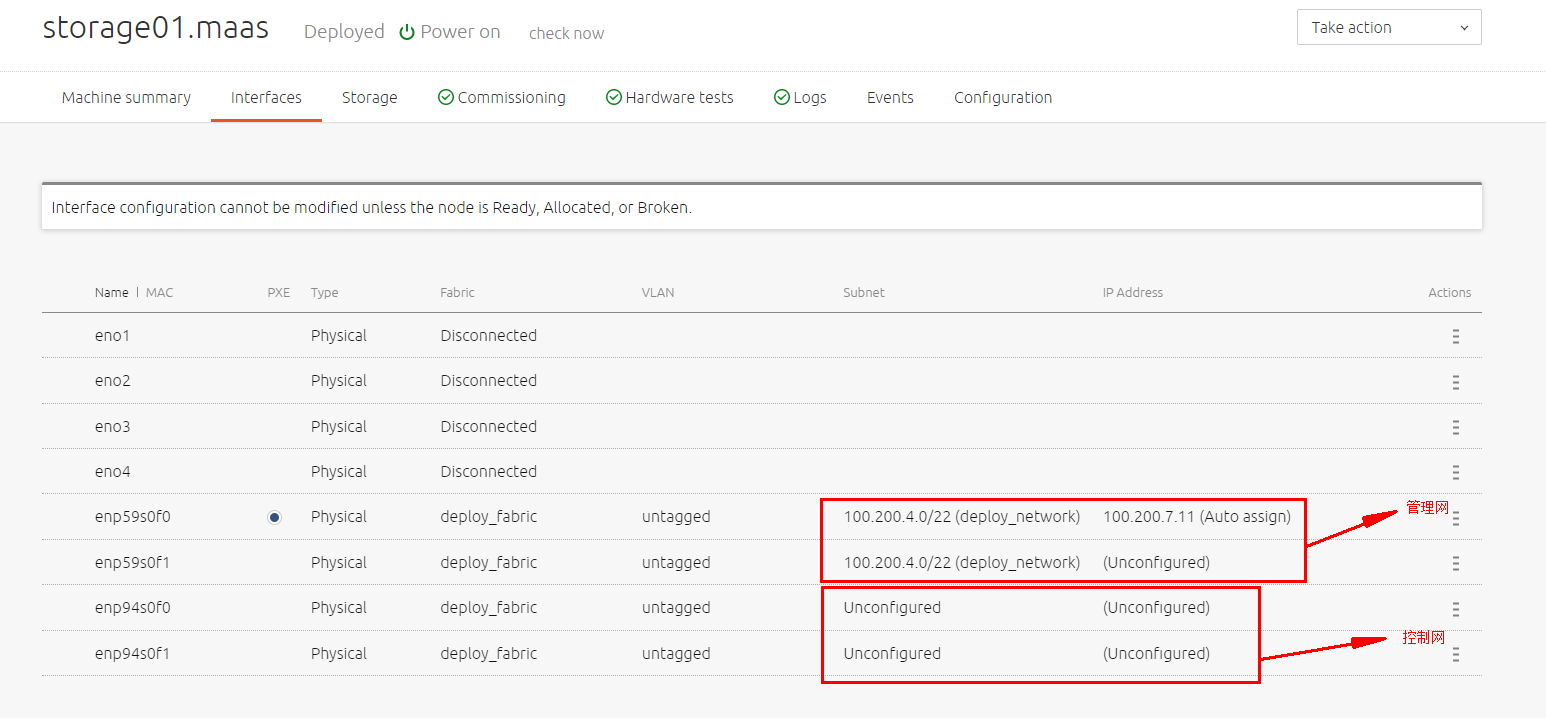 storage01.maas Deployed Power on check now Take action
Machine summary Interfaces Storage Commissioning Hardware tests Logs Events Configuration
Interface configuration cannot be modified unless the node is Ready, Allocated, or Broken.
Name | MAC PXE Type Fabric VLAN Subnet IP Address Actions
eno1 Physical Disconnected
eno2 Physical Disconnected
eno3 Physical Disconnected
eno4 Physical Disconnected
enp59s0f0 Physical deploy_fabric untagged 100.200.4.0/22 (deploy_network) 100.200.7.11 (Auto assign) 管理网
enp59s0f1 Physical deploy_fabric untagged 100.200.4.0/22 (deploy_network) (Unconfigured)
enp94s0f0 Physical deploy_fabric untagged Unconfigured (Unconfigured)
控制网
enp94s0f1 Physical deploy_fabric untagged Unconfigured (Unconfigured)